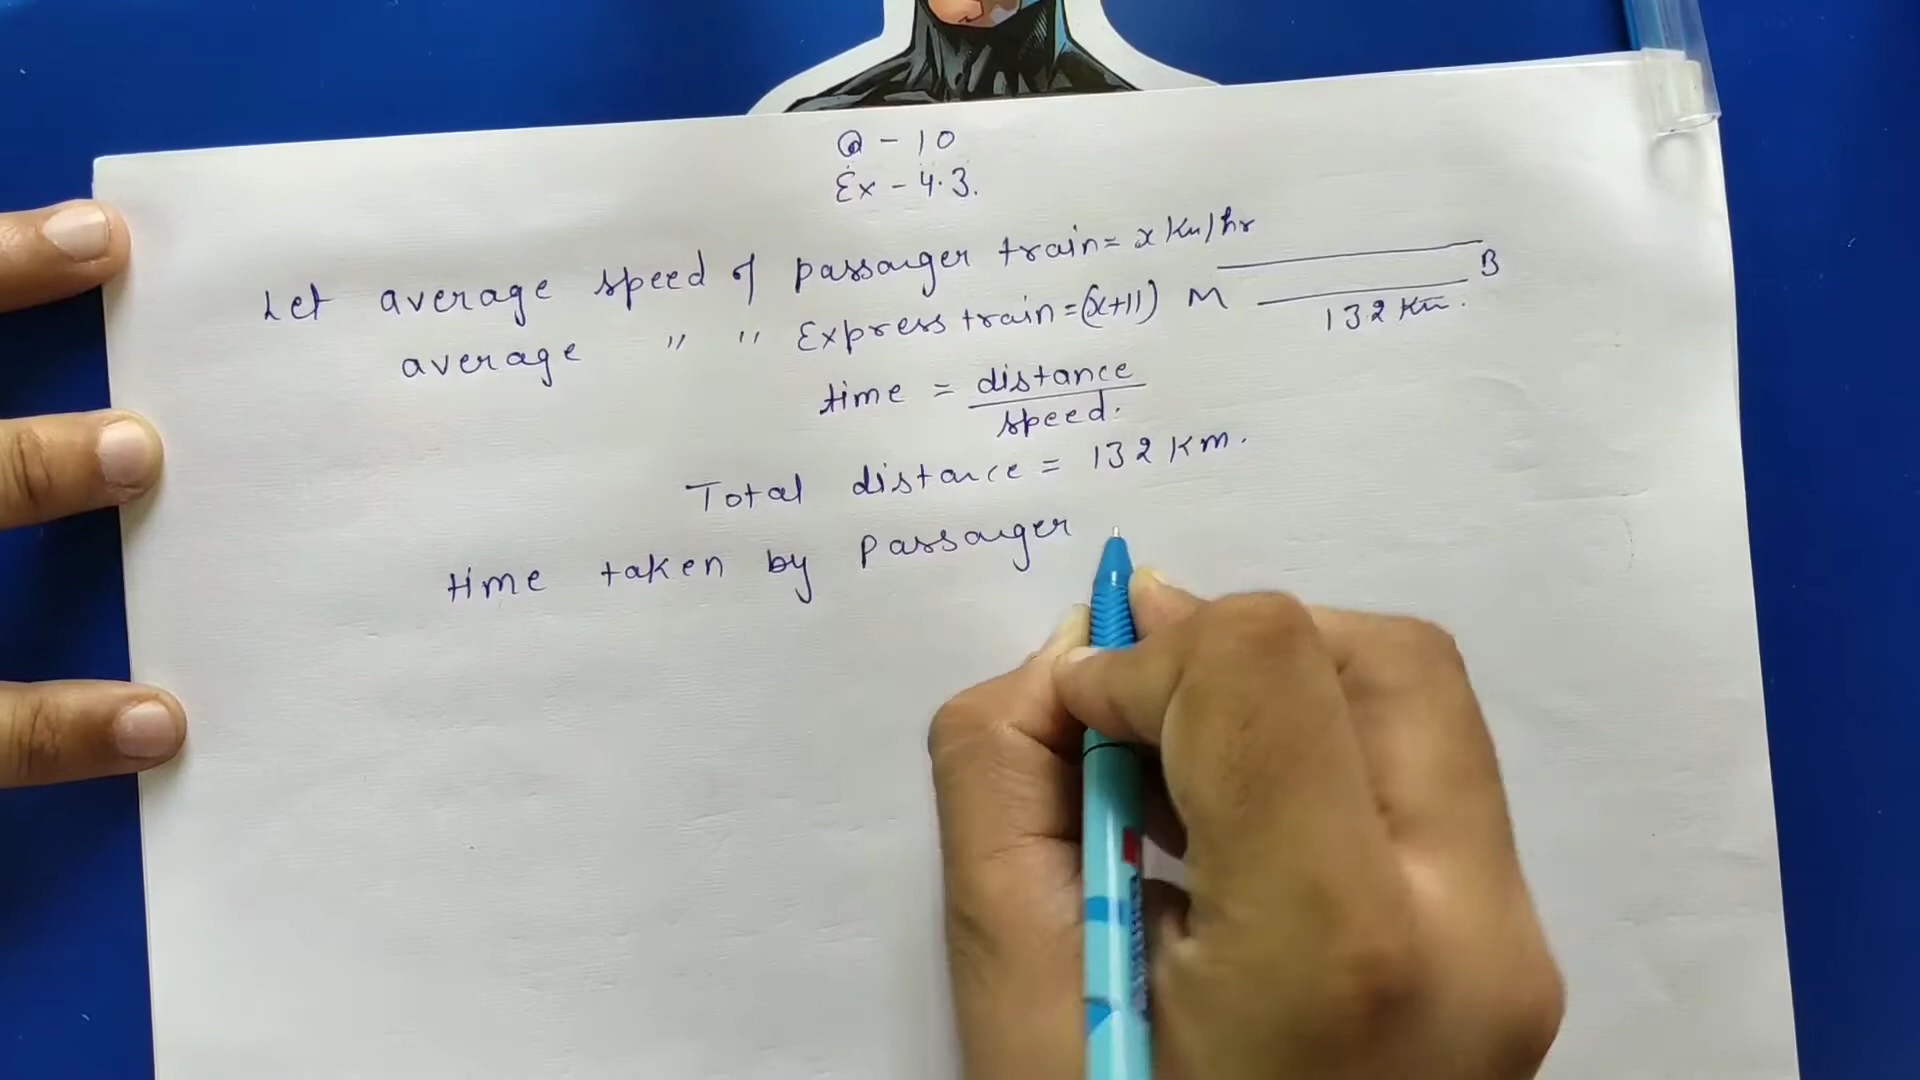 Q - 10
Ex - 4.3.
Let average speed of passanger train = x Km/hr
average " " Express train = (x+11)
M B
132 Km.
time = distance / speed.
Total distance = 132 Km.
time taken by Passanger